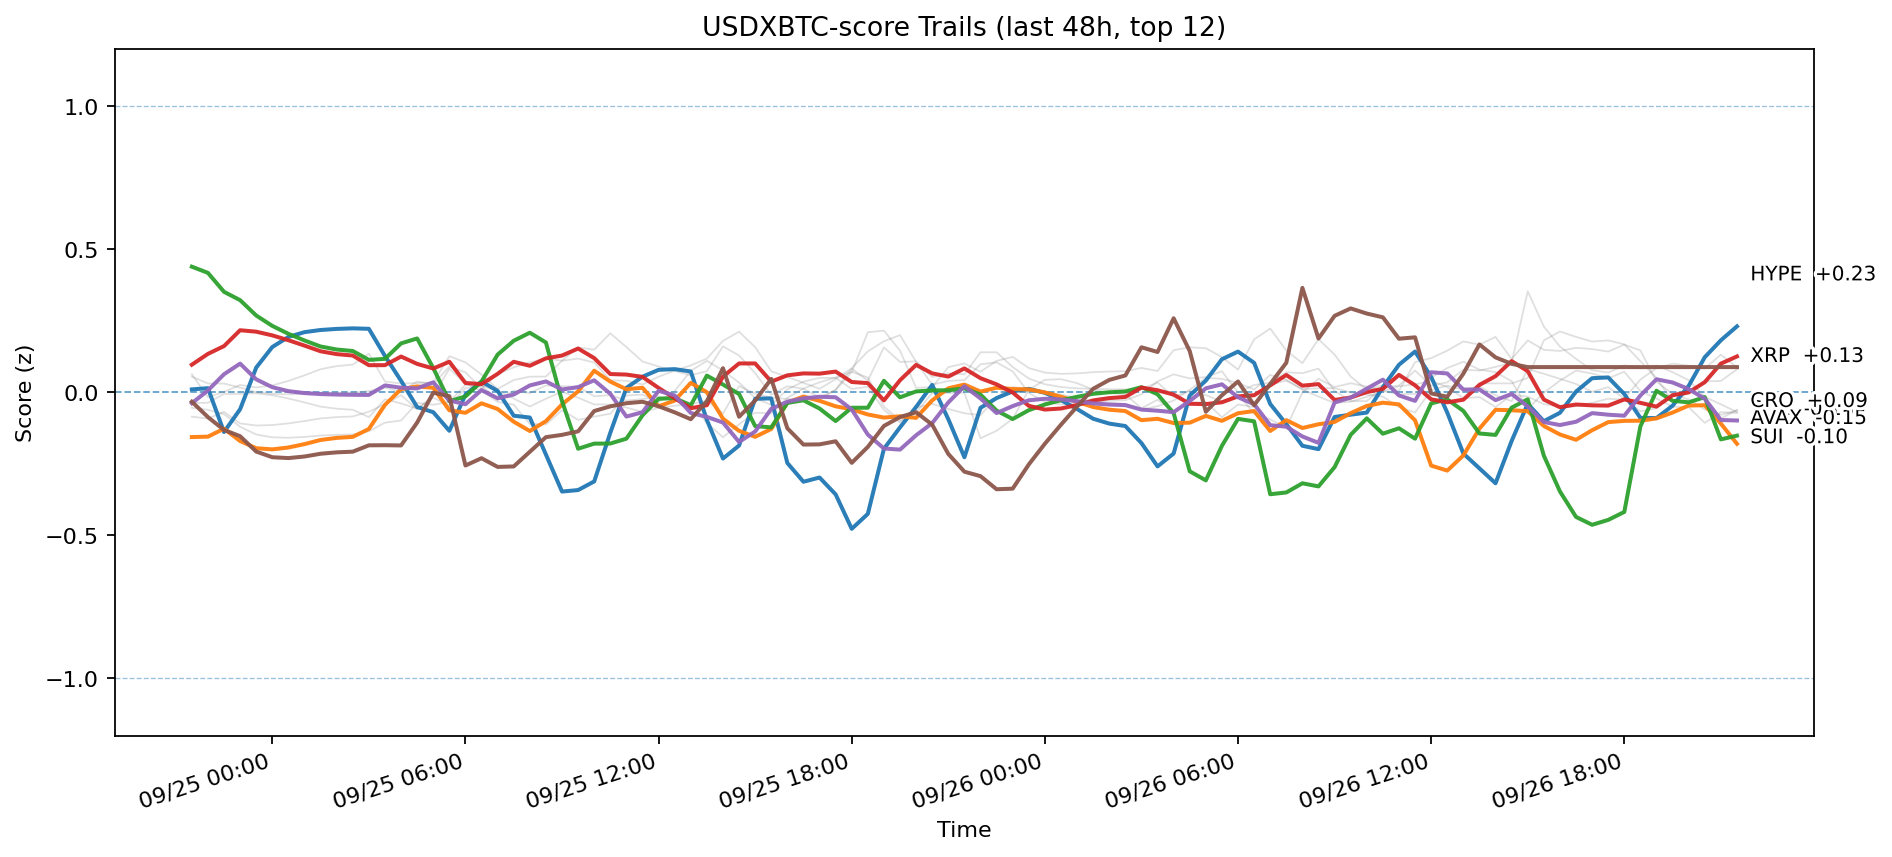 USDXBTC-score Trails (last 48h, top 12)
Score (z)
1.0
0.5
0.0
−0.5
−1.0
HYPE +0.23
XRP +0.13
CRO +0.09
AVAX -0.15
SUI -0.10
09/25 00:00
09/25 06:00
09/25 12:00
09/25 18:00
09/26 00:00
09/26 06:00
09/26 12:00
09/26 18:00
Time